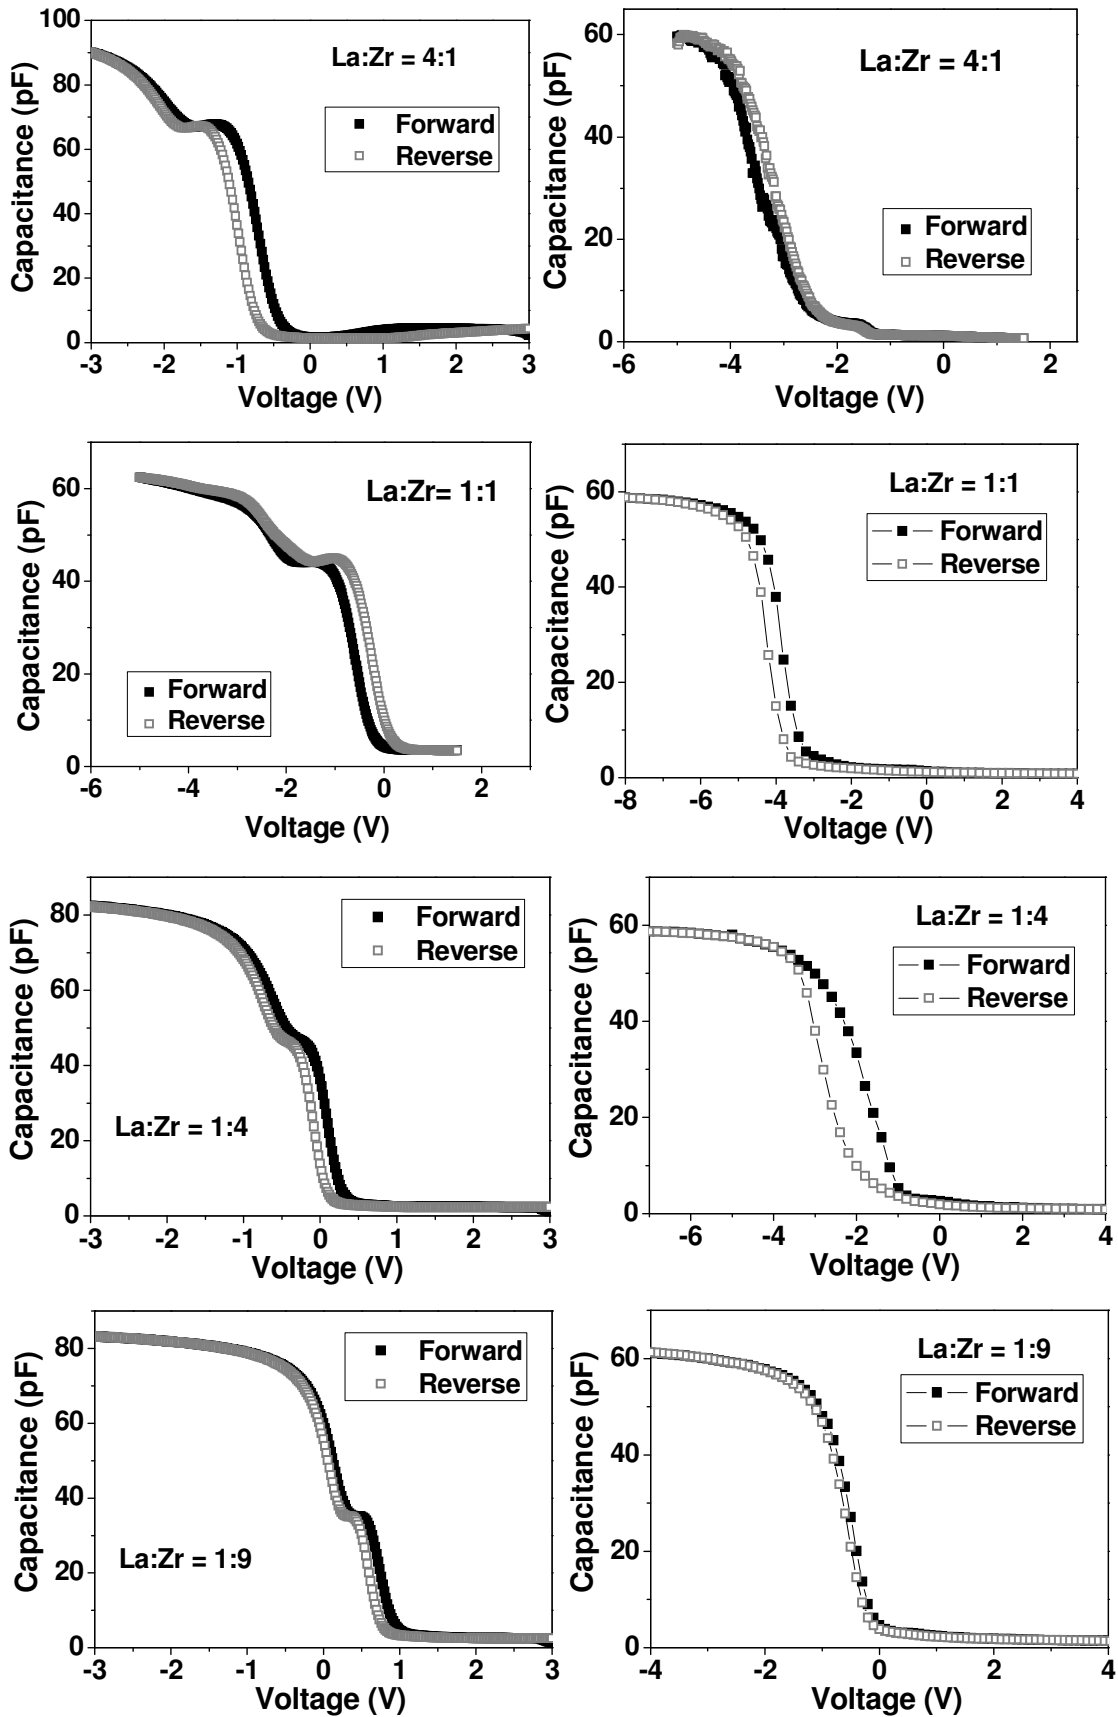 100
80
60
40
20
0
-3
-2
-1
0
1
2
3
Capacitance (pF)
Voltage (V)
La:Zr = 4:1
Forward
Reverse
60
40
20
0
-6
-4
-2
0
2
Capacitance (pF)
Voltage (V)
La:Zr = 4:1
Forward
Reverse
60
40
20
0
-6
-4
-2
0
2
Capacitance (pF)
Voltage (V)
La:Zr= 1:1
Forward
Reverse
60
40
20
0
-8
-6
-4
-2
0
2
4
Capacitance (pF)
Voltage (V)
La:Zr = 1:1
Forward
Reverse
80
60
40
20
0
-3
-2
-1
0
1
2
3
Capacitance (pF)
Voltage (V)
La:Zr = 1:4
Forward
Reverse
60
40
20
0
-6
-4
-2
0
2
4
Capacitance (pF)
Voltage (V)
La:Zr = 1:4
Forward
Reverse
80
60
40
20
0
-3
-2
-1
0
1
2
3
Capacitance (pF)
Voltage (V)
La:Zr = 1:9
Forward
Reverse
60
40
20
0
-4
-2
0
2
4
Capacitance (pF)
Voltage (V)
La:Zr = 1:9
Forward
Reverse